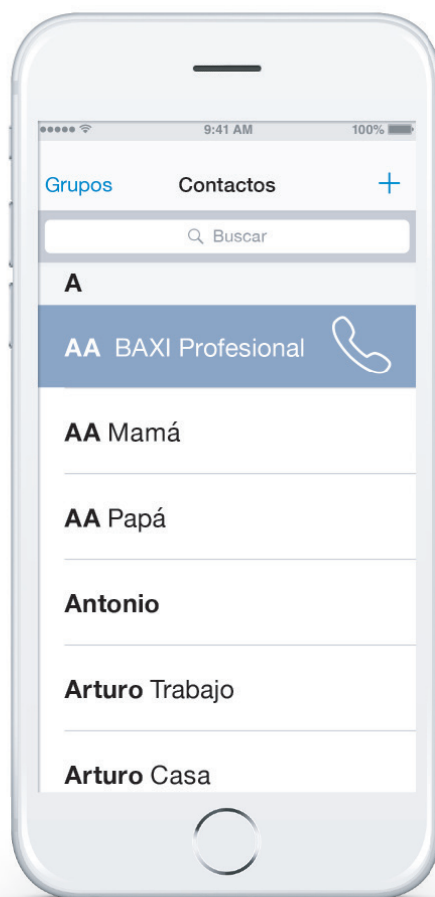 9:41 AM 100%
Grupos Contactos +
Buscar
A
AA BAXI Profesional
AA Mamá
AA Papá
Antonio
Arturo Trabajo
Arturo Casa